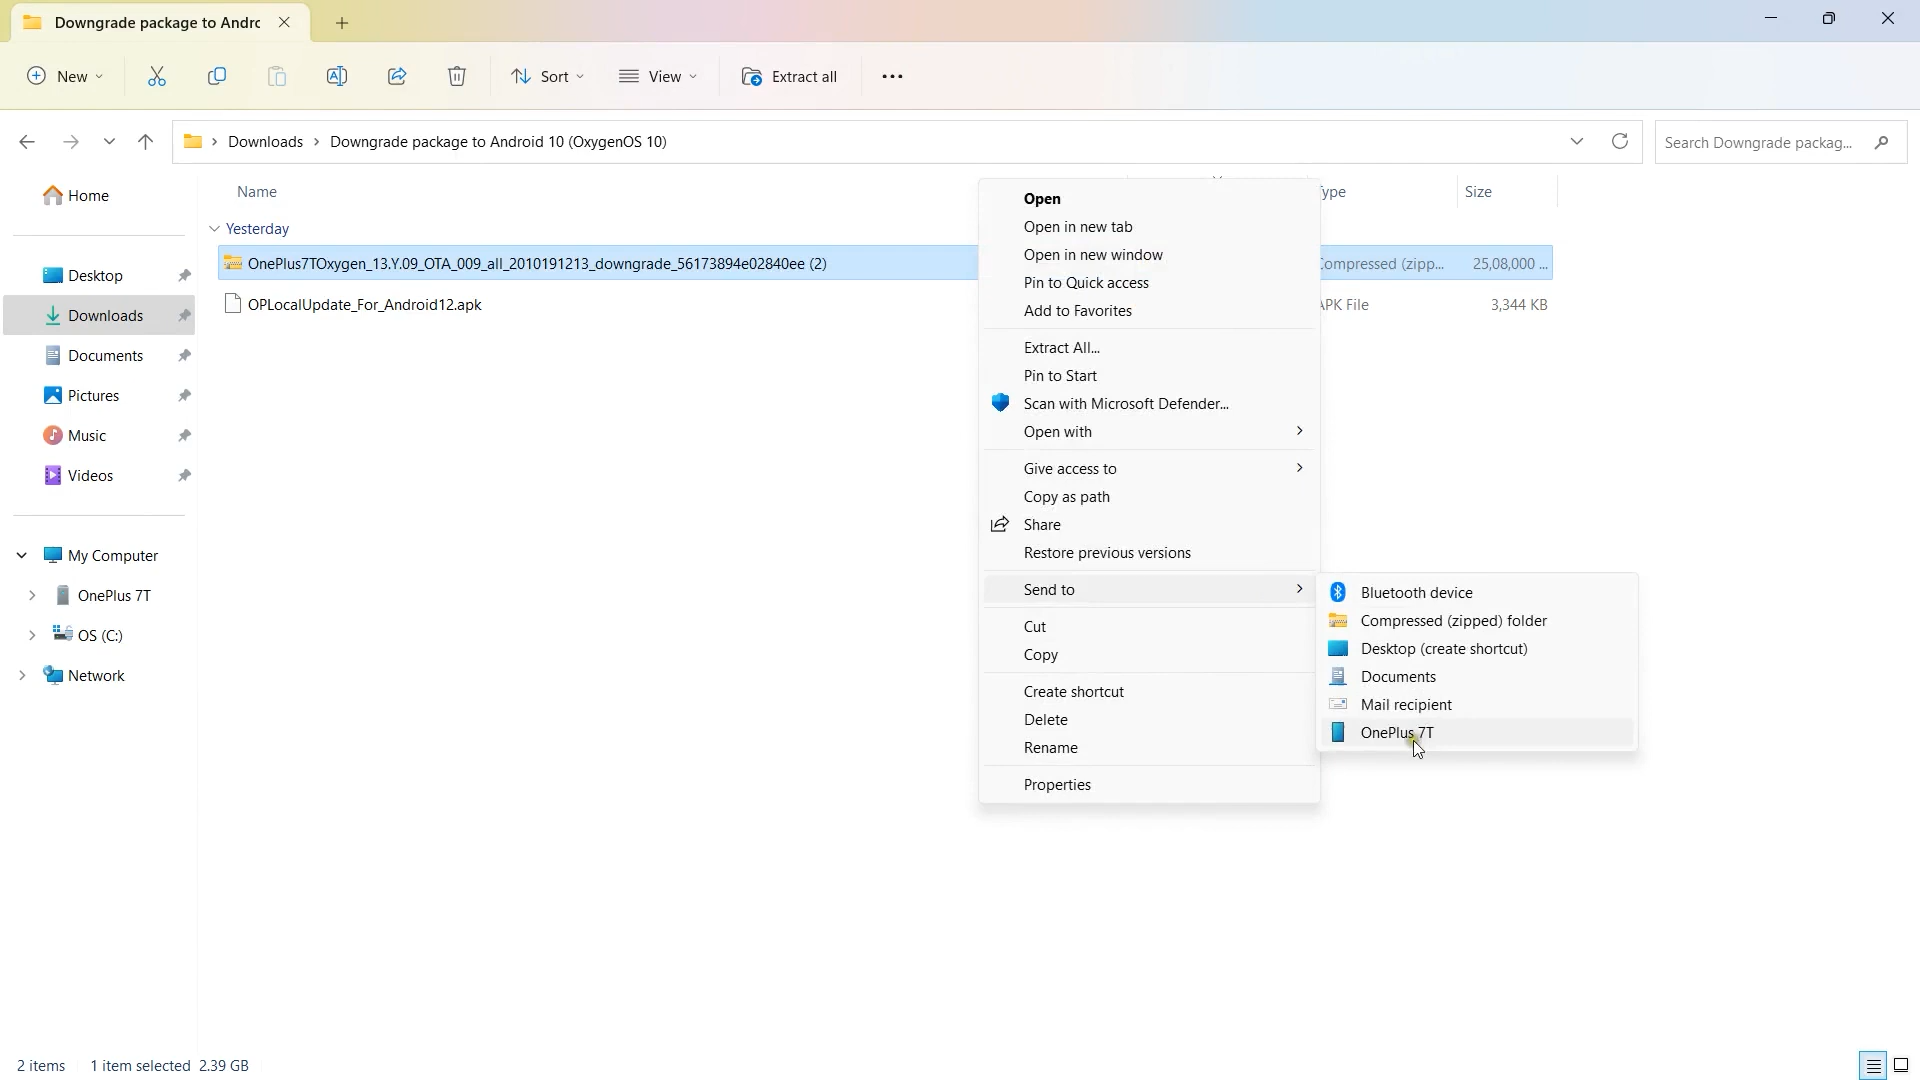 Downgrade package to Andrc
New
Sort
View
Extract all
Downloads > Downgrade package to Android 10 (OxygenOS 10)
Search Downgrade packag...
Home
Desktop
Downloads
Documents
Pictures
Music
Videos
My Computer
OnePlus 7T
OS (C:)
Network
Name
Size
Yesterday
OnePlus7TOxygen_13.Y.09_OTA_009_all_2010191213_downgrade_56173894e02840ee (2)
25,08,000 ...
OPLocalUpdate_For_Android12.apk
3,344 KB
Type
Compressed (zipp...
APK File
Open
Open in new tab
Open in new window
Pin to Quick access
Add to Favorites
Extract All...
Pin to Start
Scan with Microsoft Defender...
Open with
Give access to
Copy as path
Share
Restore previous versions
Send to
Cut
Copy
Create shortcut
Delete
Rename
Properties
Bluetooth device
Compressed (zipped) folder
Desktop (create shortcut)
Documents
Mail recipient
OnePlus 7T
2 items 1 item selected 2.39 GB